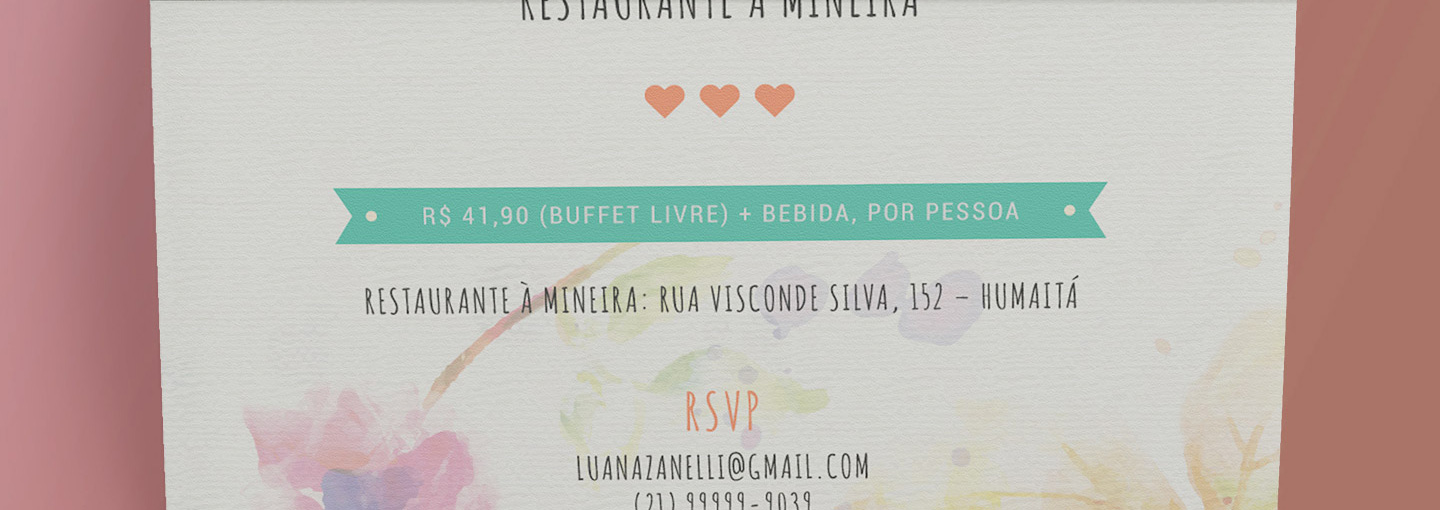 RESTAURANTE À MINEIRA
R$ 41,90 (BUFFET LIVRE) + BEBIDA, POR PESSOA
RESTAURANTE À MINEIRA: RUA VISCONDE SILVA, 152 – HUMAITÁ
RSVP
LUANAZANELLI@GMAIL.COM
(21) 99999-9039